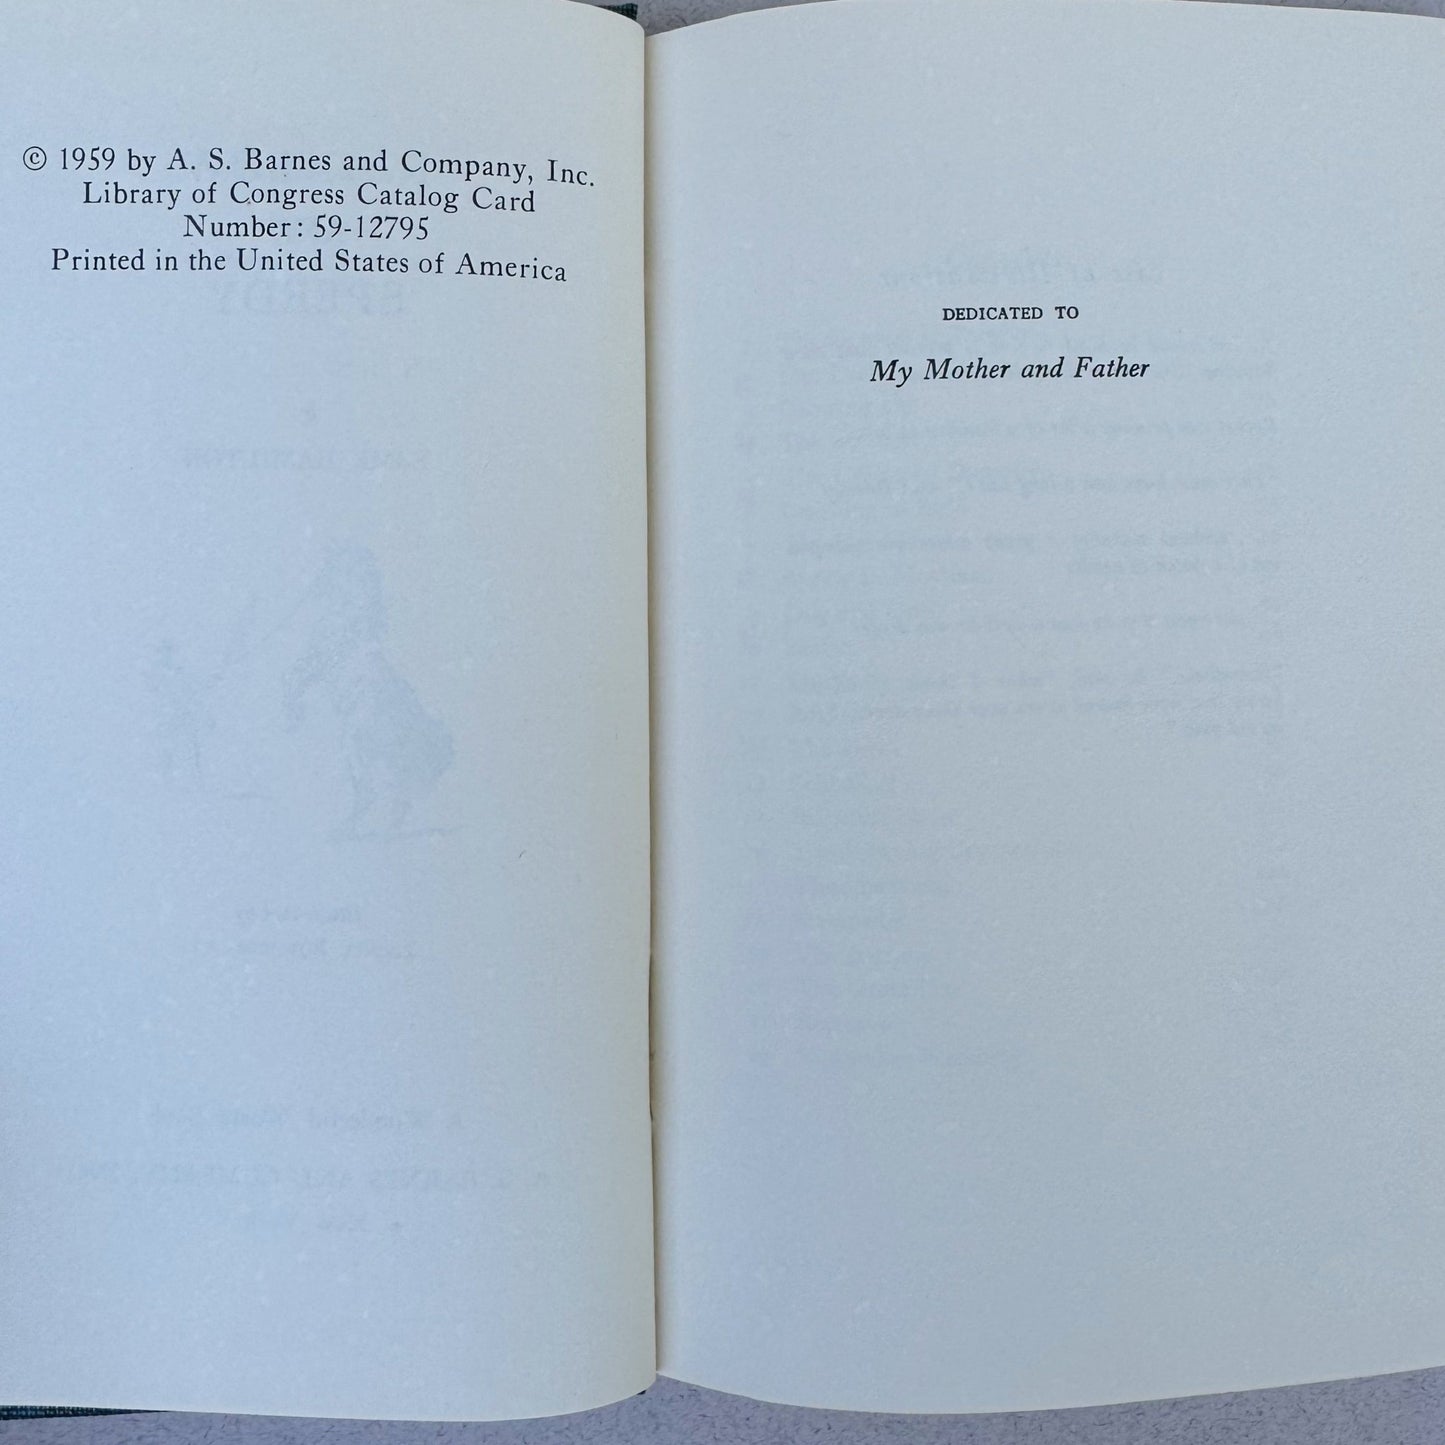 © 1959 by A. S. Barnes and Company, Inc.
Library of Congress Catalog Card
Number: 59-12795
Printed in the United States of America
DEDICATED TO
My Mother and Father